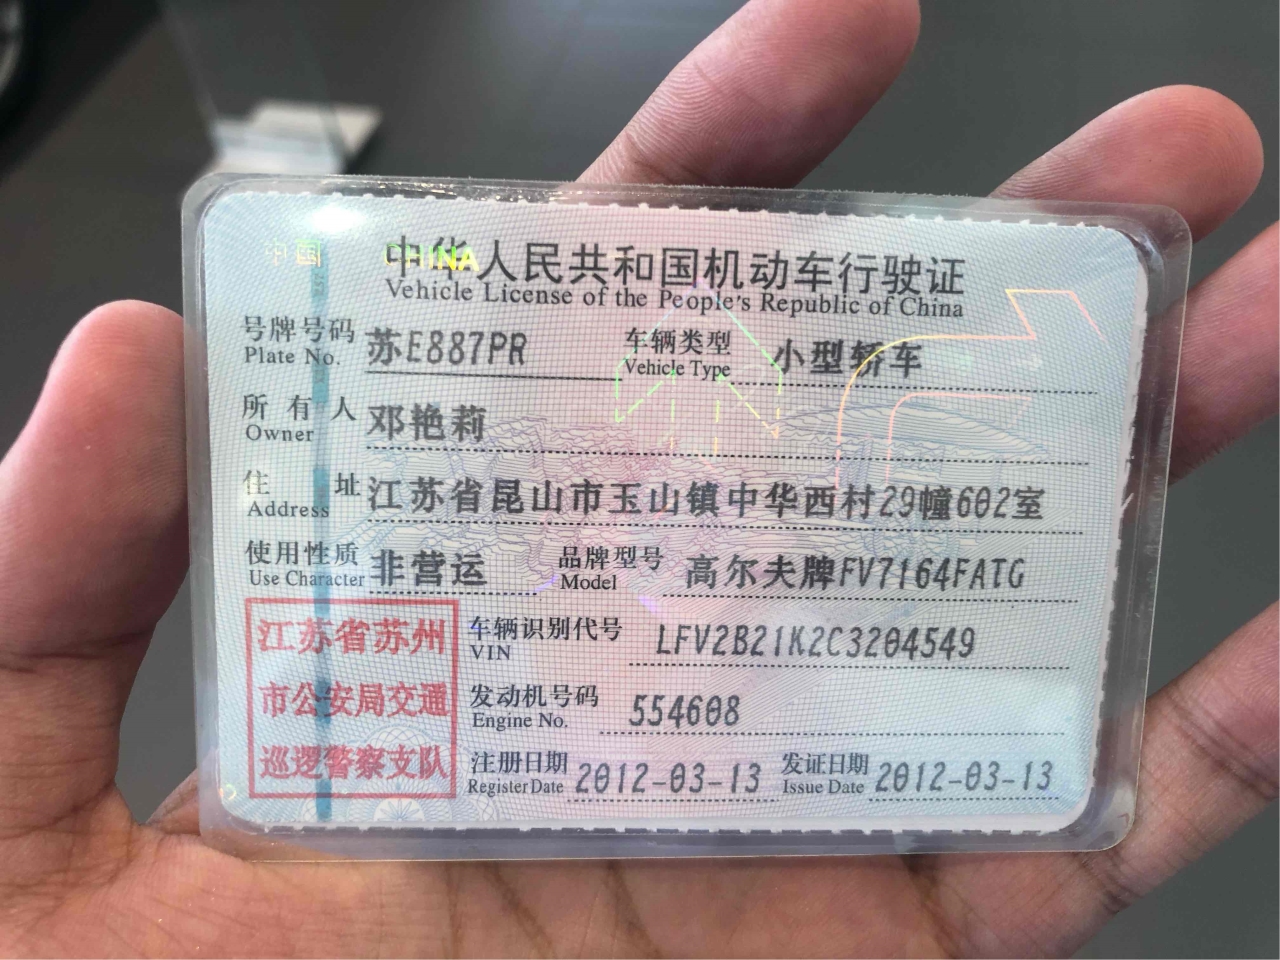 中国 CHINA
中华人民共和国机动车行驶证
Vehicle License of the People's Republic of China
号牌号码 苏E887PR 车辆类型 小型轿车
Plate No. Vehicle Type
所有人 邓艳莉
Owner
住址 江苏省昆山市玉山镇中华西村29幢602室
Address
使用性质 非营运 品牌型号 高尔夫牌FV7164FATG
Use Character Model
江苏省苏州
市公安局交通
巡逻警察支队
车辆识别代号 LFV2B21K2C3204549
VIN
发动机号码 554608
Engine No.
注册日期 2012-03-13 发证日期 2012-03-13
Register Date Issue Date